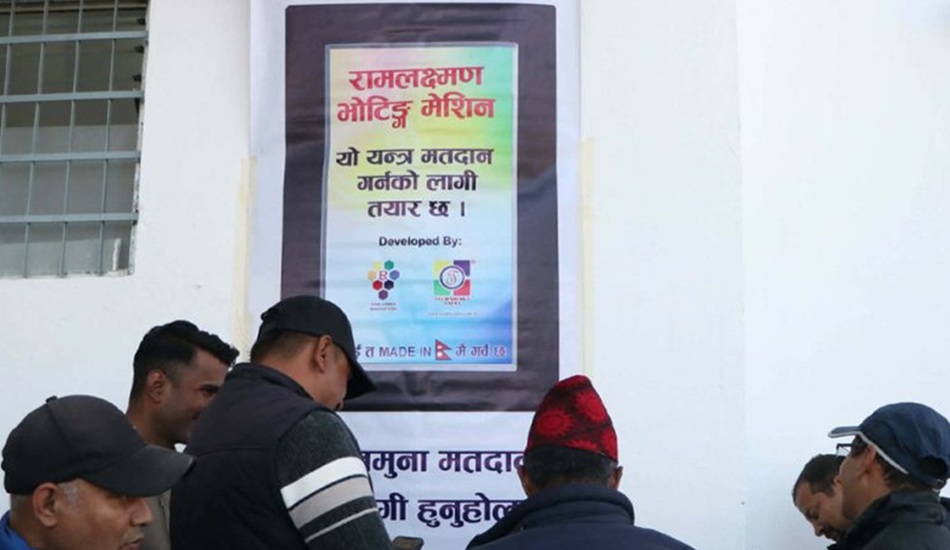 रामलक्ष्मण
भोटिङ्ग मेशिन
यो यन्त्र मतदान
गर्नको लागी
तयार छ ।
Developed By:
त MADE IN मै गर्व छ
मतदान
हुनुहोला